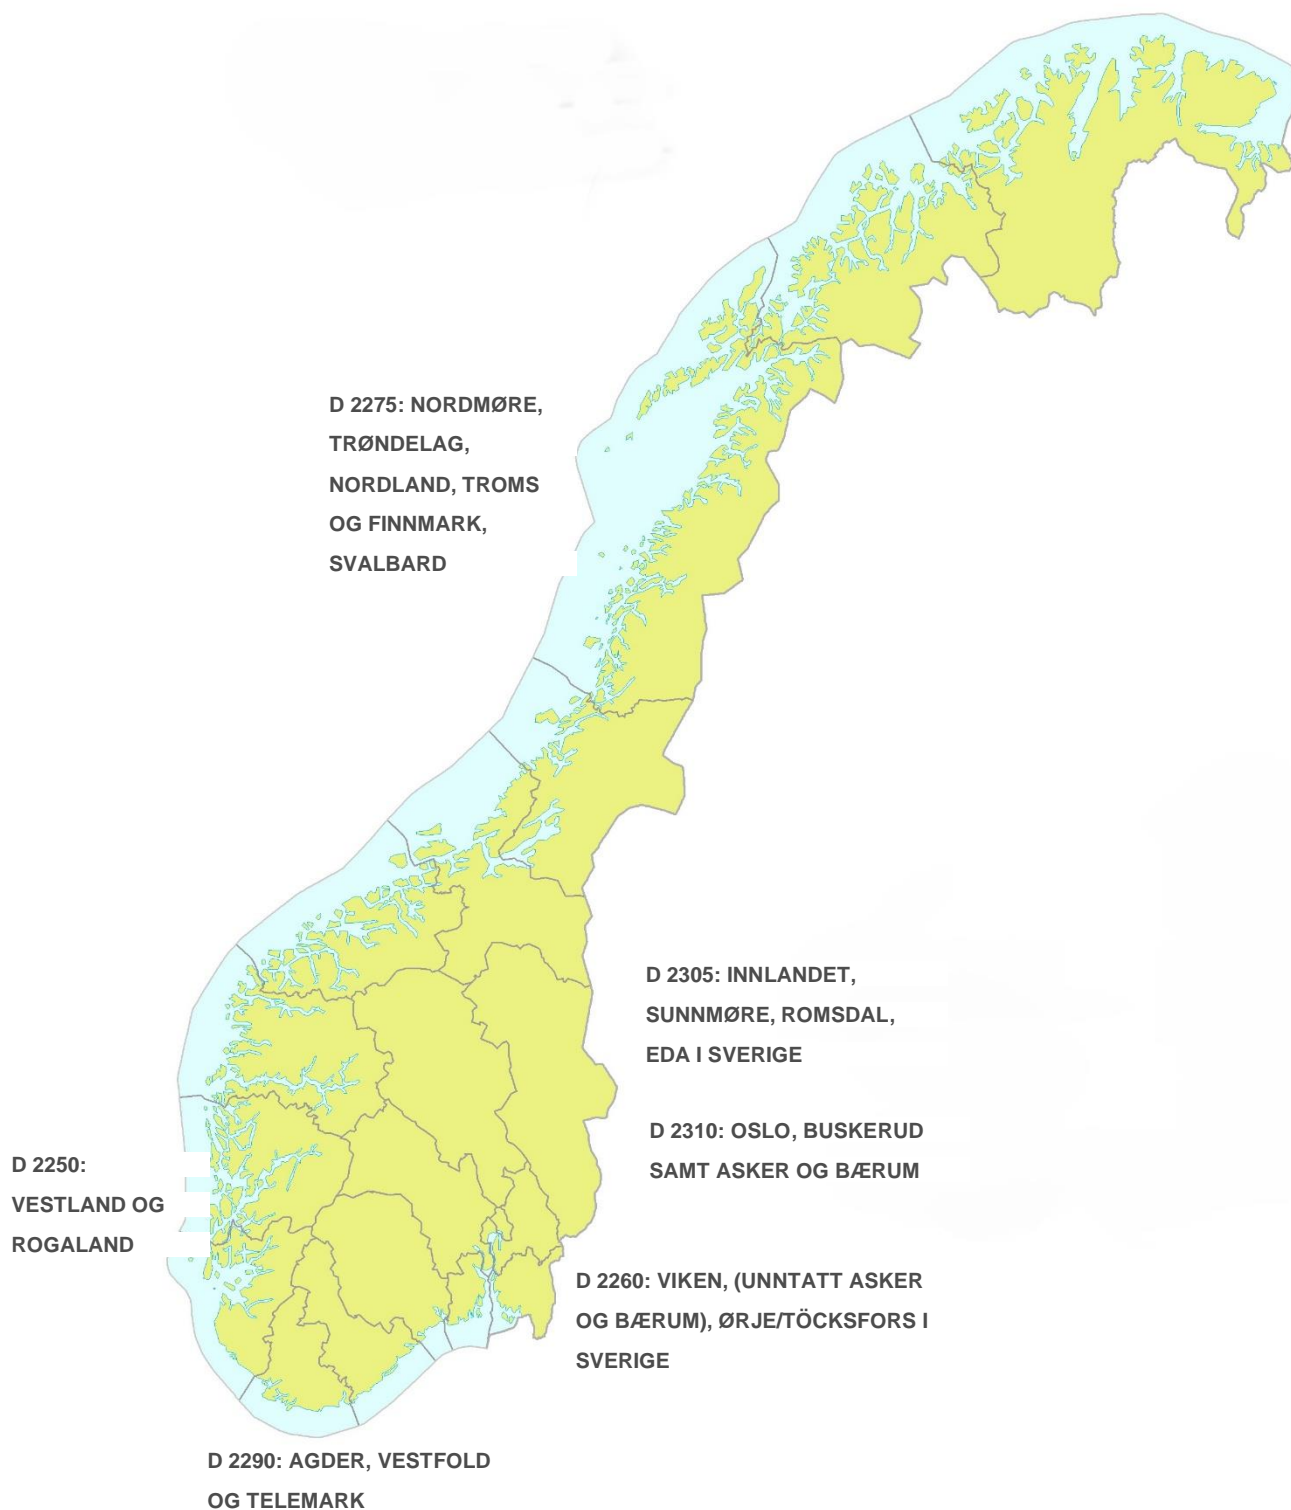 D 2275: NORDMØRE,
TRØNDELAG,
NORDLAND, TROMS
OG FINNMARK,
SVALBARD
D 2305: INNLANDET,
SUNNMØRE, ROMSDAL,
EDA I SVERIGE
D 2310: OSLO, BUSKERUD
SAMT ASKER OG BÆRUM
D 2250:
VESTLAND OG
ROGALAND
D 2260: VIKEN, (UNNTATT ASKER
OG BÆRUM), ØRJE/TÖCKSFORS I
SVERIGE
D 2290: AGDER, VESTFOLD
OG TELEMARK